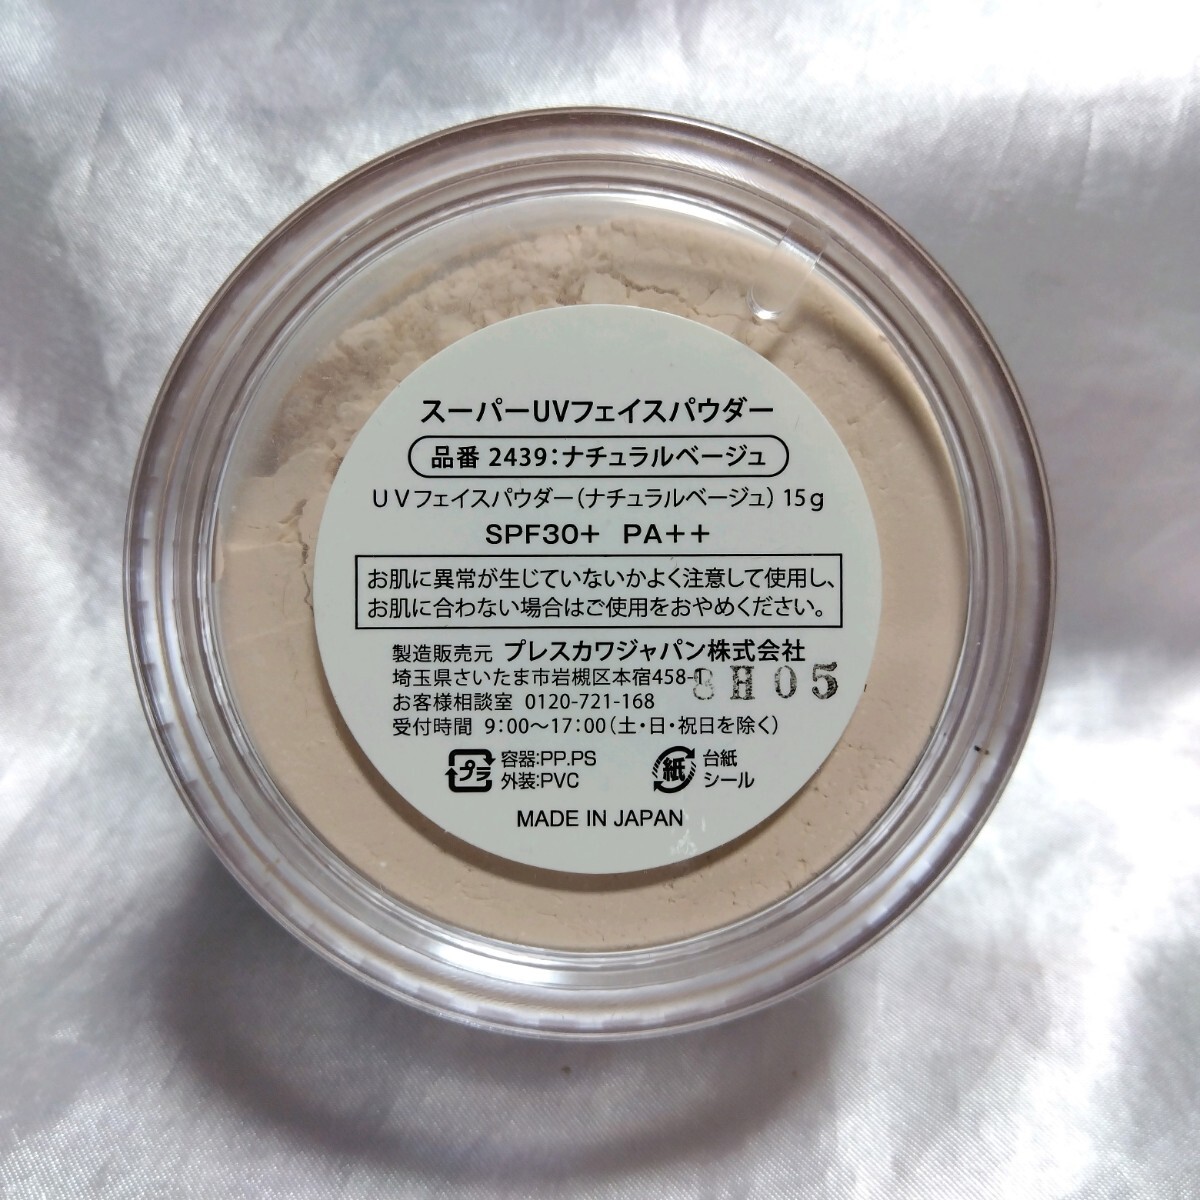 スーパーUVフェイスパウダー
品番 2439:ナチュラルベージュ
UVフェイスパウダー(ナチュラルベージュ) 15g
SPF30+ PA++
お肌に異常が生じていないかよく注意して使用し、
お肌に合わない場合はご使用をおやめください。
製造販売元 プレスカワジャパン株式会社
埼玉県さいたま市岩槻区本宿458-1
8H05
お客様相談室 0120-721-168
受付時間 9:00〜17:00(土・日・祝日を除く)
プラ 容器:PP.PS
外装:PVC
紙 台紙
シール
MADE IN JAPAN